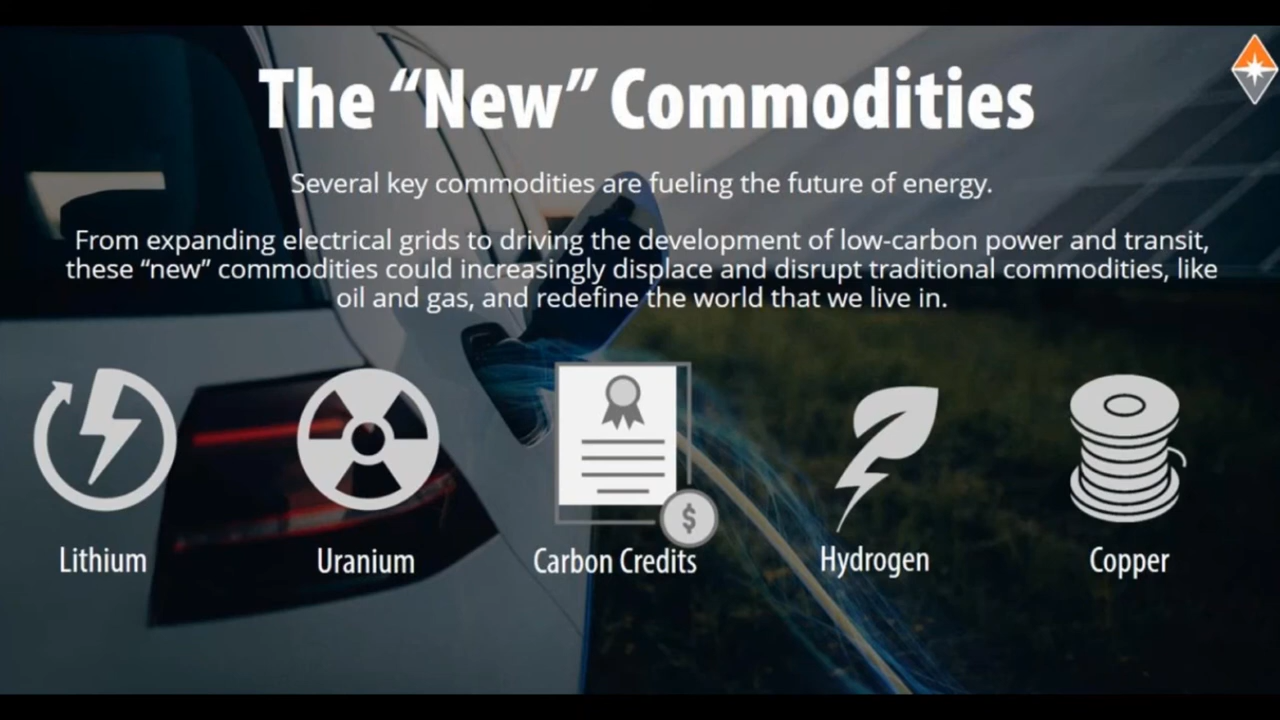 The “New” Commodities
Several key commodities are fueling the future of energy.
From expanding electrical grids to driving the development of low-carbon power and transit,
these “new” commodities could increasingly displace and disrupt traditional commodities, like
oil and gas, and redefine the world that we live in.
$
Lithium
Uranium
Carbon Credits
Hydrogen
Copper